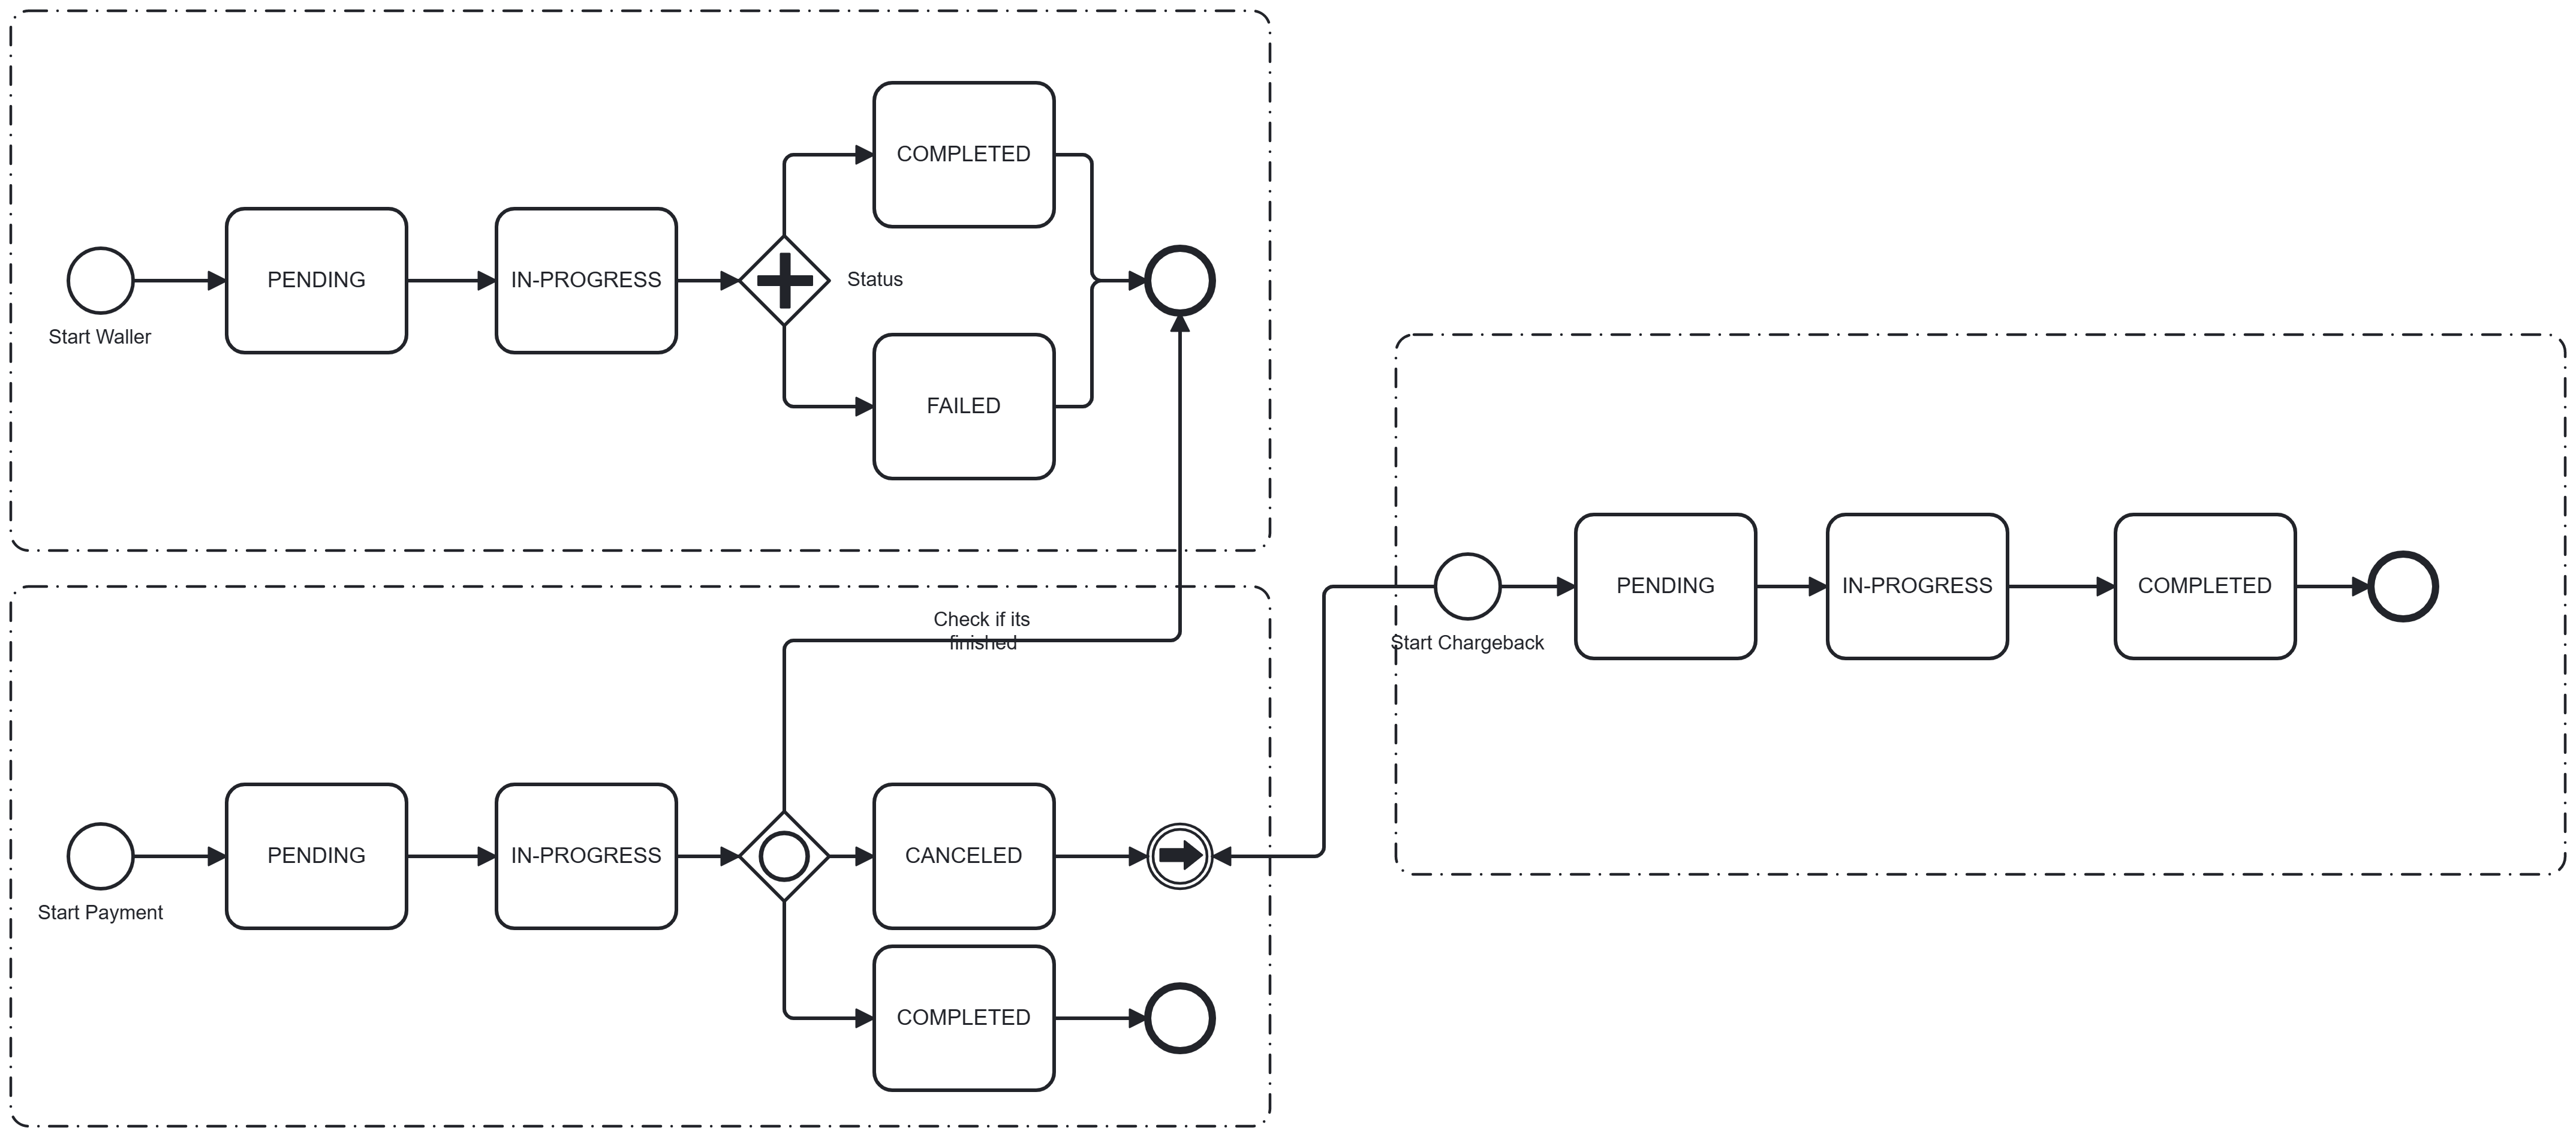 COMPLETED
PENDING
IN-PROGRESS
Status
Start Waller
FAILED
Check if its
finished
PENDING
IN-PROGRESS
CANCELED
Start Payment
COMPLETED
PENDING
IN-PROGRESS
COMPLETED
Start Chargeback